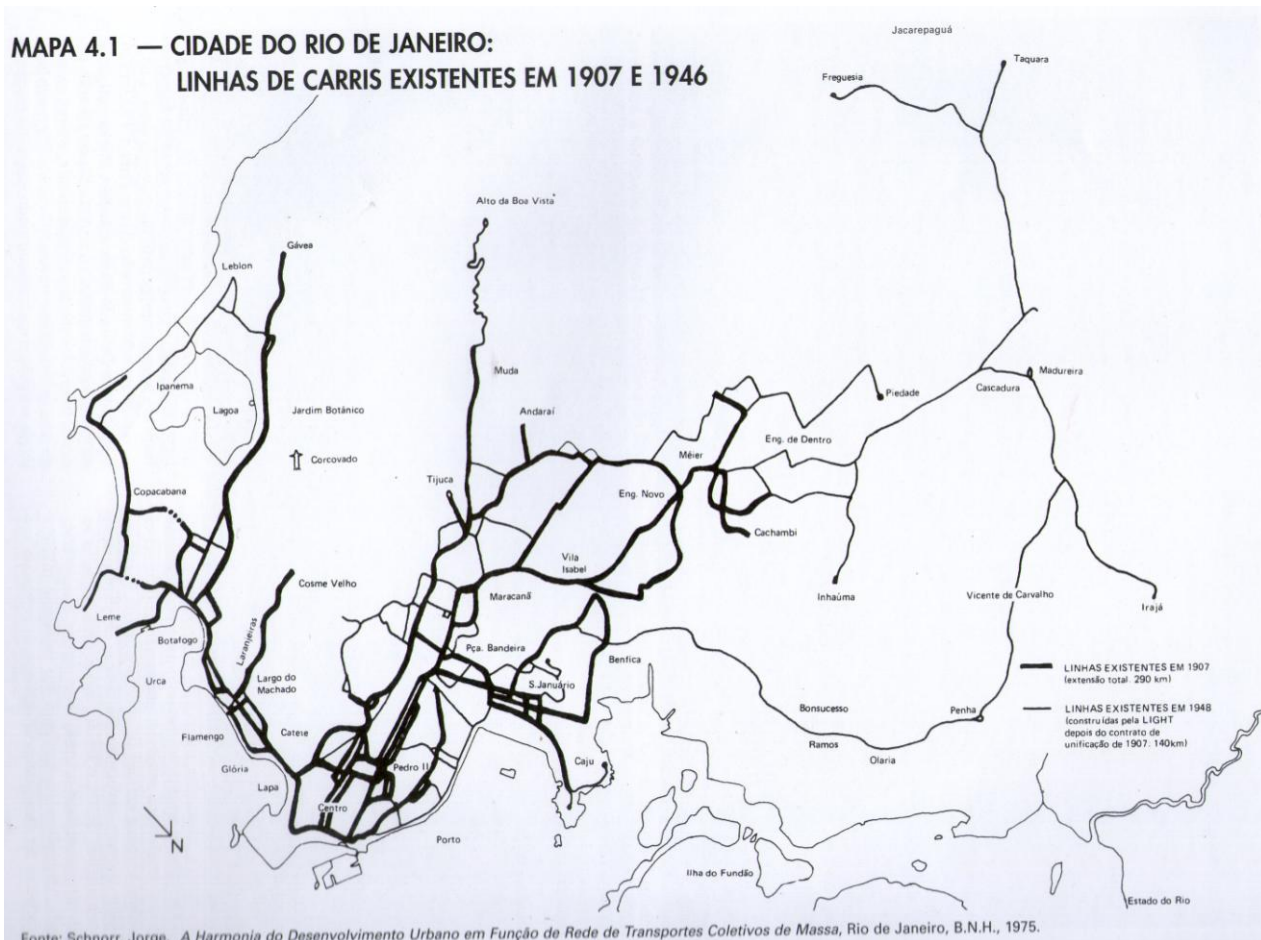 MAPA 4.1 — CIDADE DO RIO DE JANEIRO:
LINHAS DE CARRIS EXISTENTES EM 1907 E 1946
Jacarepaguá
Taquara
Freguesia
Alto da Boa Vista
Gávea
Leblon
Muda
Madureira
Cascadura
Ipanema
Lagoa
Jardim Botânico
Andaraí
Piedade
Eng. de Dentro
Méier
Corcovado
Tijuca
Copacabana
Eng. Novo
Cachambi
Vila
Isabel
Cosme Velho
Maracanã
Inhaúma
Vicente de Carvalho
Irajá
Leme
Botafogo
Laranjeiras
Pça. Bandeira
Benfica
Urca
Largo do
Machado
S.Januário
LINHAS EXISTENTES EM 1907
(extensão total. 290 km)
Bonsucesso
Penha
LINHAS EXISTENTES EM 1948
(construídas pela LIGHT
depois do contrato de
unificação de 1907: 140km)
Flamengo
Catete
Ramos
Olaria
Glória
Pedro II
Caju
Lapa
Centro
N
Porto
Ilha do Fundão
Estado do Rio
Fonte: Schnorr, Jorge. A Harmonia do Desenvolvimento Urbano em Função de Rede de Transportes Coletivos de Massa, Rio de Janeiro, B.N.H., 1975.